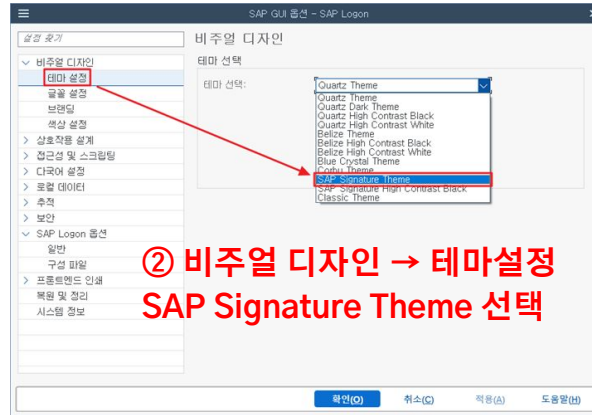 SAP GUI 옵션 - SAP Logon
설정 찾기
비주얼 디자인
테마 설정
글꼴 설정
브랜딩
색상 설정
상호작용 설계
접근성 및 스크립팅
다국어 설정
로컬 데이터
추적
보안
SAP Logon 옵션
일반
구성 파일
프론트엔드 인쇄
복원 및 정리
시스템 정보
비주얼 디자인
테마 선택
테마 선택:
Quartz Theme
Quartz Theme
Quartz Dark Theme
Quartz High Contrast Black
Quartz High Contrast White
Belize Theme
Belize High Contrast Black
Belize High Contrast White
Blue Crystal Theme
Corbu Theme
SAP Signature Theme
SAP Signature High Contrast Black
Classic Theme
② 비주얼 디자인 → 테마설정
SAP Signature Theme 선택
확인(O)
취소(C)
적용(A)
도움말(H)